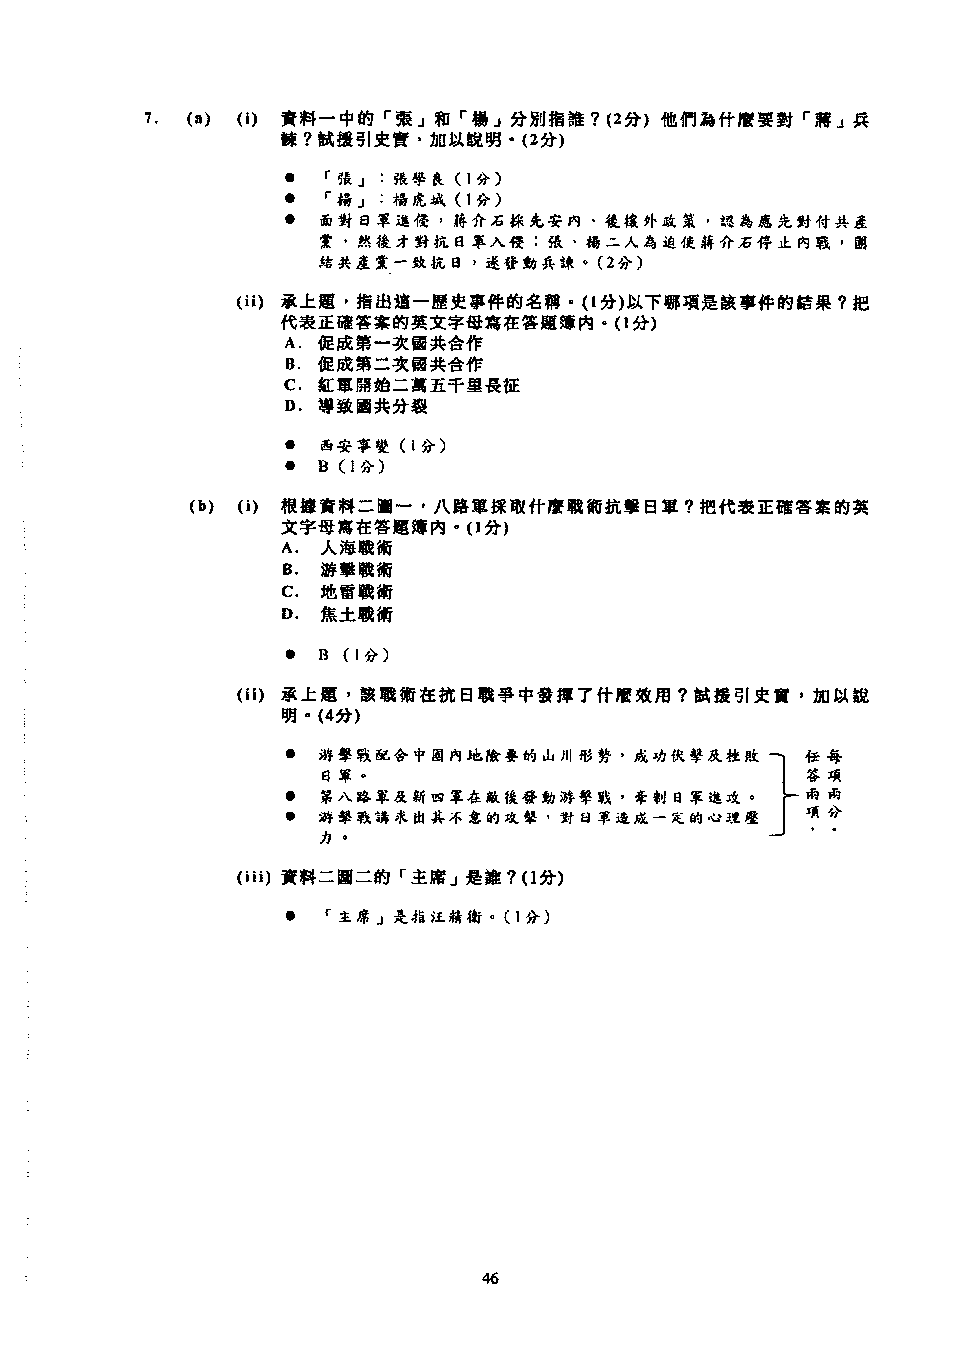 7. (a) (i) 資料一中的「張」和「楊」分別指誰？(2分) 他們為什麼要對「蔣」兵
諫？試援引史實，加以說明。(2分)
● 「張」：張學良 (1分)
● 「楊」：楊虎城 (1分)
● 面對日軍進侵，蔣介石採先安內、後攘外政策，認為應先對付共產
黨，然後才對抗日軍入侵；張、楊二人為迫使蔣介石停止內戰，團
結共產黨一致抗日，遂發動兵諫。(2分)
(ii) 承上題，指出這一歷史事件的名稱。(1分)以下哪項是該事件的結果？把
代表正確答案的英文字母寫在答題簿內。(1分)
A. 促成第一次國共合作
B. 促成第二次國共合作
C. 紅軍開始二萬五千里長征
D. 導致國共分裂
● 西安事變 (1分)
● B (1分)
(b) (i) 根據資料二圖一，八路軍採取什麼戰術抗擊日軍？把代表正確答案的英
文字母寫在答題簿內。(1分)
A. 人海戰術
B. 游擊戰術
C. 地雷戰術
D. 焦土戰術
● B (1分)
(ii) 承上題，該戰術在抗日戰爭中發揮了什麼效用？試援引史實，加以說
明。(4分)
● 游擊戰配合中國內地險要的山川形勢，成功伏擊及挫敗
日軍。
● 第八路軍及新四軍在敵後發動游擊戰，牽制日軍進攻。
● 游擊戰講求出其不意的攻擊，對日軍造成一定的心理壓
力。
任答兩項，
每項兩分。
(iii) 資料二圖二的「主席」是誰？(1分)
● 「主席」是指汪精衛。(1分)
46